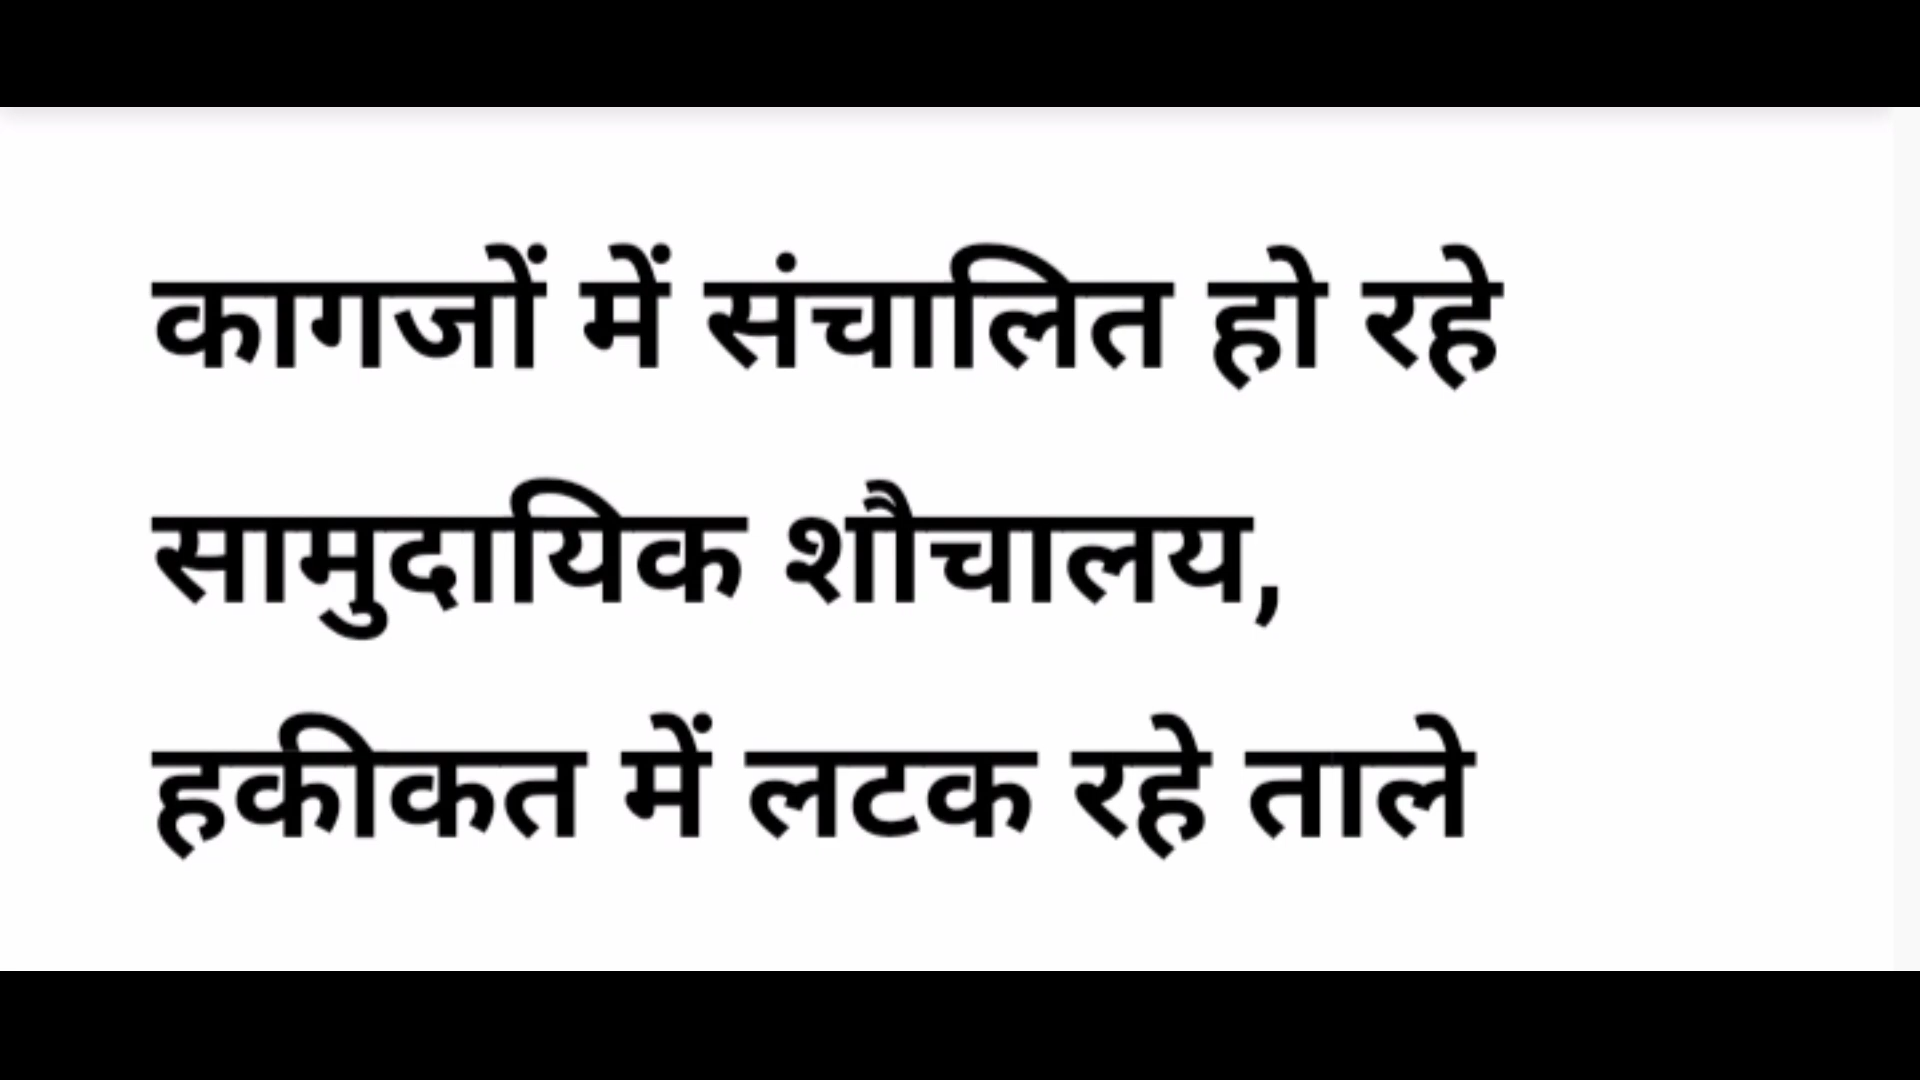 कागजों में संचालित हो रहे
सामुदायिक शौचालय,
हकीकत में लटक रहे ताले